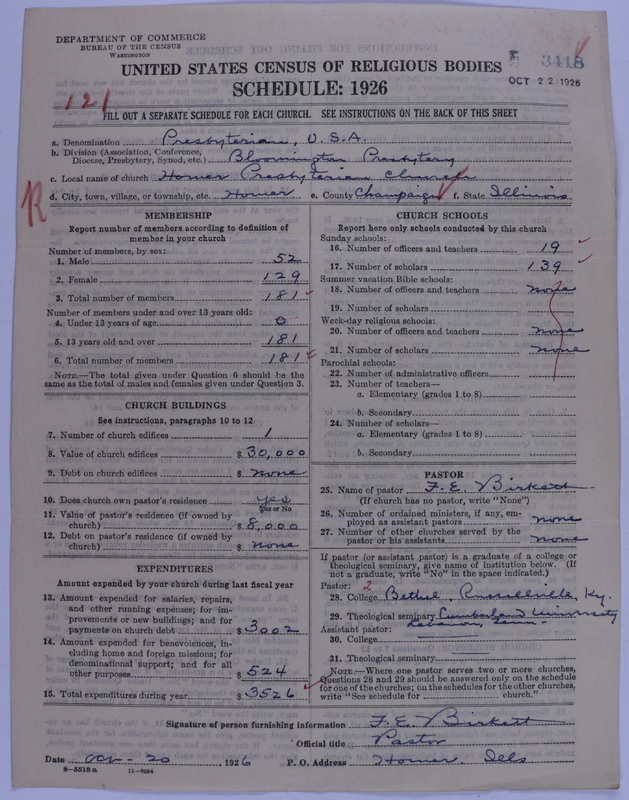 DEPARTMENT OF COMMERCE
BUREAU OF THE CENSUS
WASHINGTON
3418
OCT 22 1926
UNITED STATES CENSUS OF RELIGIOUS BODIES
SCHEDULE: 1926
121
FILL OUT A SEPARATE SCHEDULE FOR EACH CHURCH. SEE INSTRUCTIONS ON THE BACK OF THIS SHEET
a. Denomination Presbyterian, U.S.A.
b. Division (Association, Conference, Diocese, Presbytery, Synod, etc.) Bloomington Presbytery
c. Local name of church Homer Presbyterian Church
d. City, town, village, or township, etc. Homer e. County Champaign f. State Illinois
R
MEMBERSHIP
Report number of members according to definition of
member in your church
Number of members, by sex:
1. Male 52
2. Female 129
3. Total number of members 181
Number of members under and over 13 years old:
4. Under 13 years of age 0
5. 13 years old and over 181
6. Total number of members 181
NOTE.—The total given under Question 6 should be
same as the total of males and females given under Question 3.
CHURCH BUILDINGS
See instructions, paragraphs 10 to 12
7. Number of church edifices 1
8. Value of church edifices $ 30,000
9. Debt on church edifices $ none
10. Does church own pastor's residence yes
(Yes or No)
11. Value of pastor's residence (if owned by
church) $ 8,000
12. Debt on pastor's residence (if owned by
church) $ none
EXPENDITURES
Amount expended by your church during last fiscal year
13. Amount expended for salaries, repairs,
and other running expenses; for im-
provements or new buildings; and for
payments on church debt $ 3002
14. Amount expended for benevolences, in-
cluding home and foreign missions; for
denominational support; and for all
other purposes $ 524
15. Total expenditures during year $ 3526
CHURCH SCHOOLS
Report here only schools conducted by this church
Sunday schools:
16. Number of officers and teachers 19
17. Number of scholars 139
Summer vacation Bible schools:
18. Number of officers and teachers none
19. Number of scholars
Week-day religious schools:
20. Number of officers and teachers none
21. Number of scholars none
Parochial schools:
22. Number of administrative officers
23. Number of teachers—
a. Elementary (grades 1 to 8)
b. Secondary
24. Number of scholars—
a. Elementary (grades 1 to 8)
b. Secondary
PASTOR
25. Name of pastor F. E. Birkett
(If church has no pastor, write "None")
26. Number of ordained ministers, if any, em-
ployed as assistant pastors none
27. Number of other churches served by the
pastor or his assistants none
If pastor (or assistant pastor) is a graduate of a college or
theological seminary, give name of institution below. (If
not a graduate, write "No" in the space indicated.)
Pastor: 2
28. College Bethel, Russellville, Ky.
29. Theological seminary Cumberland University
Lebanon, Tenn.
Assistant pastor:
30. College
31. Theological seminary
NOTE.—Where one pastor serves two or more churches,
Questions 28 and 29 should be answered only on the schedule
for one of the churches; on the schedules for the other churches,
write "See schedule for church."
Signature of person furnishing information F. E. Birkett
Official title Pastor
Date Oct - 20, 1926 P. O. Address Homer Ills
8—5518 a 11—9034